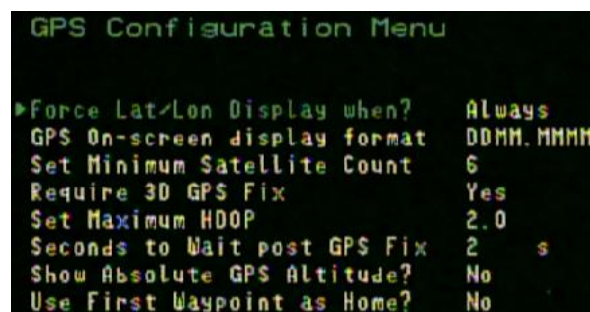 GPS Configuration Menu
▶Force Lat/Lon Display when? Always
GPS On-screen display format DDMM.MMMM
Set Minimum Satellite Count 6
Require 3D GPS Fix Yes
Set Maximum HDOP 2.0
Seconds to Wait post GPS Fix 2 s
Show Absolute GPS Altitude? No
Use First Waypoint as Home? No